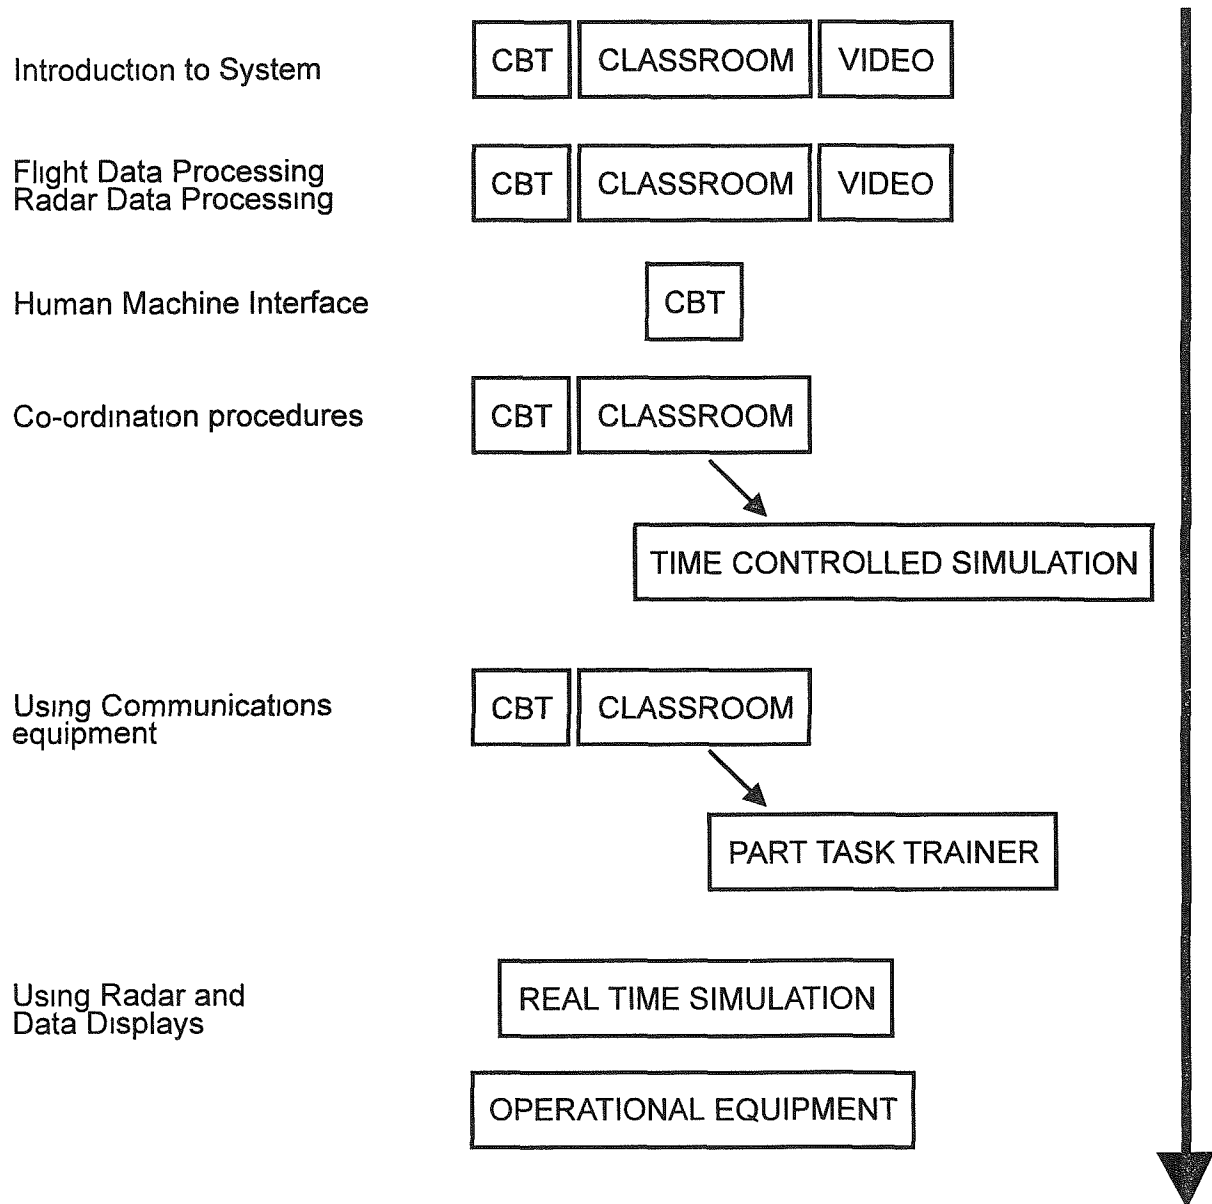 Introduction to System
CBT CLASSROOM VIDEO
Flight Data Processing
Radar Data Processing
CBT CLASSROOM VIDEO
Human Machine Interface
CBT
Co-ordination procedures
CBT CLASSROOM
TIME CONTROLLED SIMULATION
Using Communications
equipment
CBT CLASSROOM
PART TASK TRAINER
Using Radar and
Data Displays
REAL TIME SIMULATION
OPERATIONAL EQUIPMENT